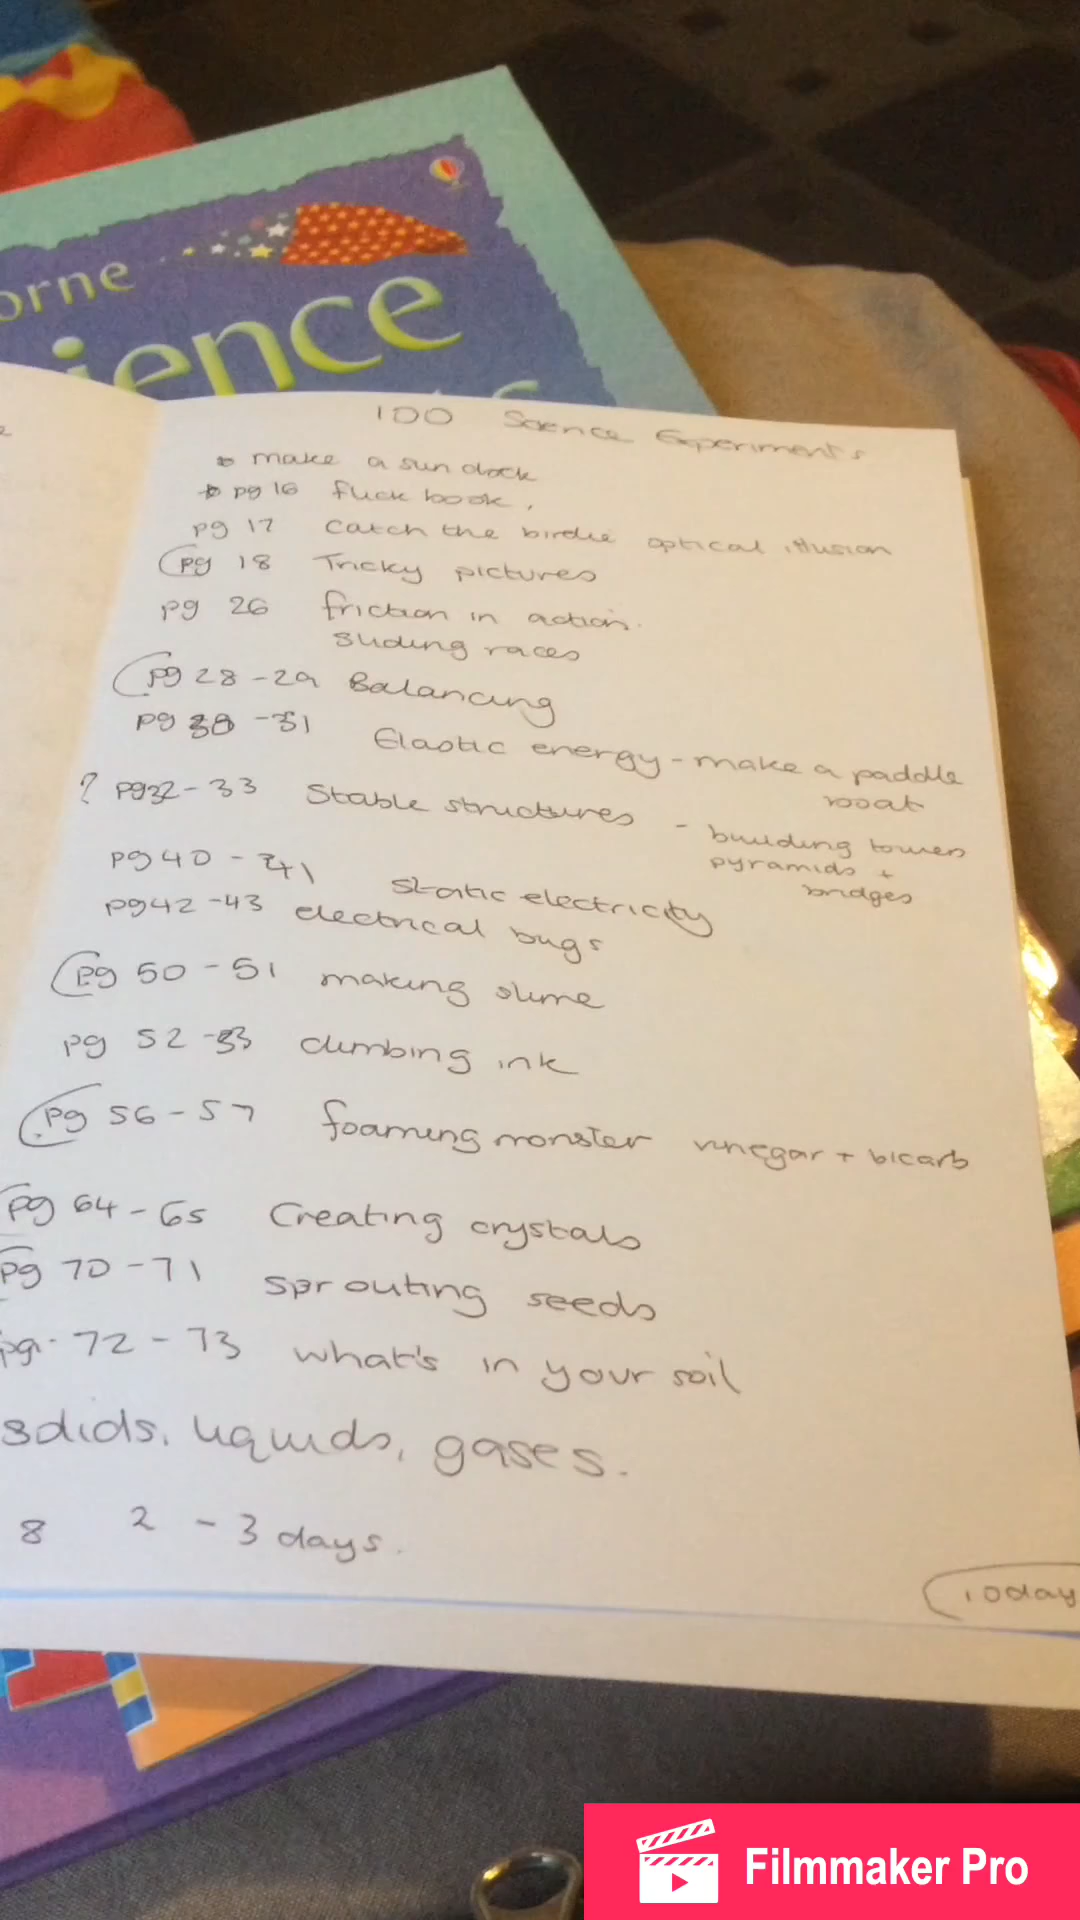 orne
ience
100 Science Experiments
make a sun clock
pg 16 flick book.
pg 17 catch the birdie optical illusion
pg 18 Tricky pictures
pg 26 friction in action.
sliding races
pg 28-29 Balancing
pg 30-31 Elastic energy - make a paddle
boat
? pg32-33 Stable structures - building towers
pyramids +
bridges
pg 40-41 static electricity
pg42-43 electrical bugs
pg 50-51 making slime
pg 52-53 climbing ink
pg 56-57 foaming monster vinegar + bicarb
pg 64-65 Creating crystals
pg 70-71 sprouting seeds
pg. 72-73 what's in your soil
solids, liquids, gases.
8 2 - 3 days.
Today
Filmmaker Pro